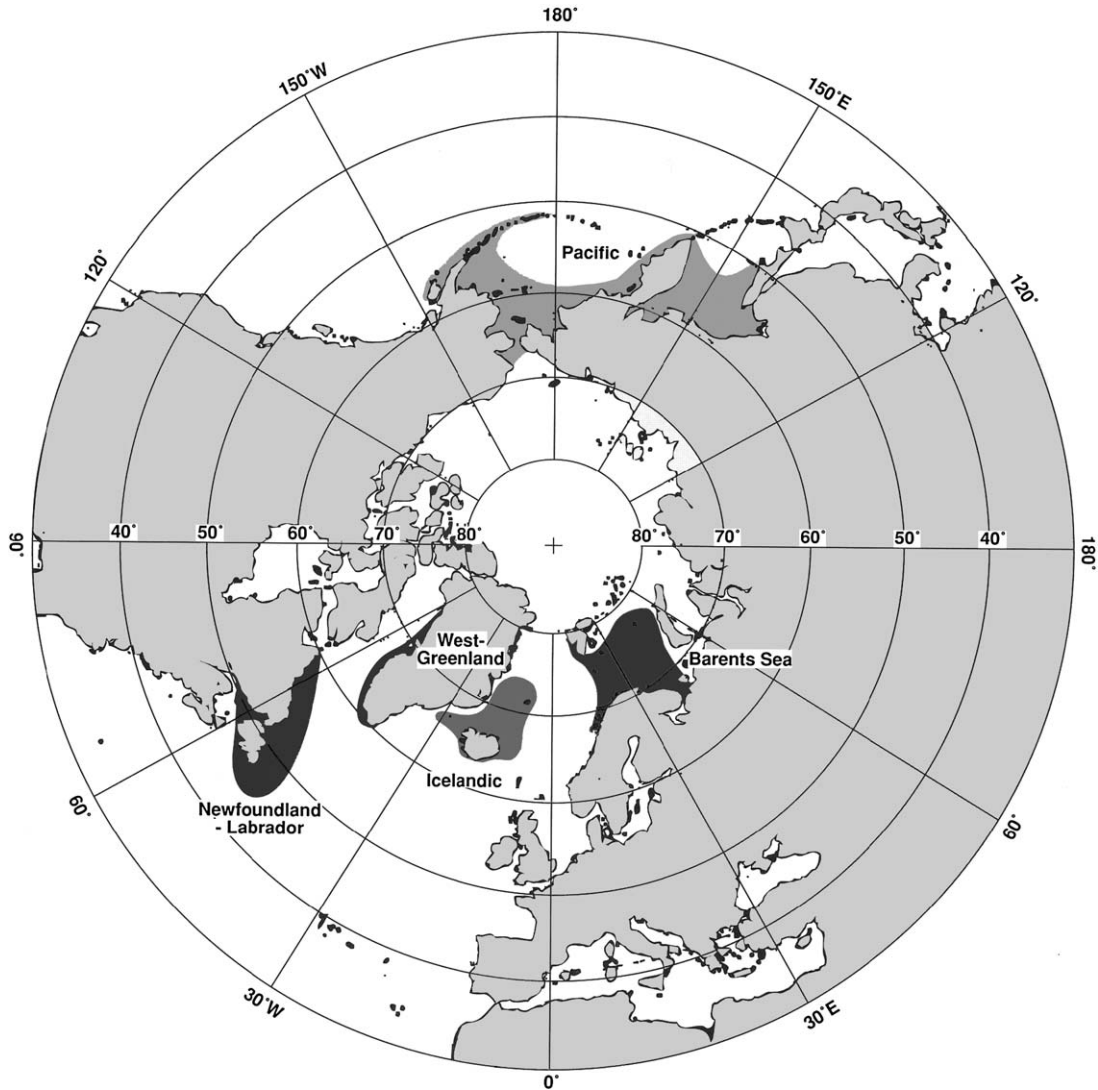 180˚
150˚W
150˚E
Pacific
120˚
120˚
90˚
40˚
50˚
60˚
70˚
80˚
80˚
70˚
60˚
50˚
40˚
180˚
West-
Greenland
Barents Sea
Icelandic
60˚
Newfoundland
- Labrador
60˚
30˚W
30˚E
0˚